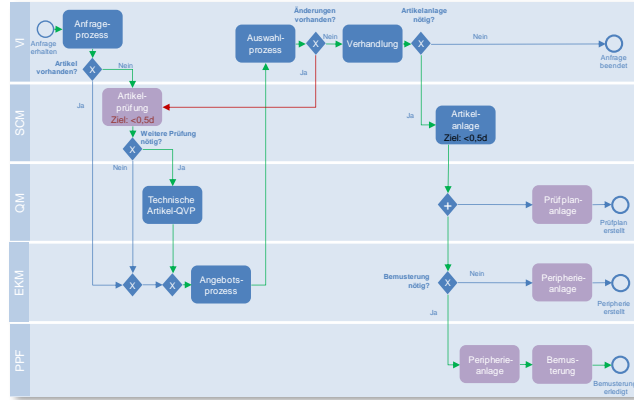 VI
Anfrage
erhalten
Anfrage-
prozess
Artikel
vorhanden?
Nein
Ja
Auswahl-
prozess
Änderungen
vorhanden?
X
Nein
Ja
Verhandlung
Artikelanlage
nötig?
X
Nein
Ja
Anfrage
beendet
X
SCM
Artikel-
prüfung
Ziel: <0,5d
Weitere Prüfung
nötig?
X
Nein
Ja
Artikel-
anlage
Ziel: <0,5d
QM
Technische
Artikel-QVP
+
Prüfplan-
anlage
Prüfplan
erstellt
EKM
X
X
Angebots-
prozess
Bemusterung
nötig?
X
Nein
Ja
Peripherie-
anlage
Peripherie
erstellt
PPF
Peripherie-
anlage
Bemus-
terung
Bemusterung
erledigt